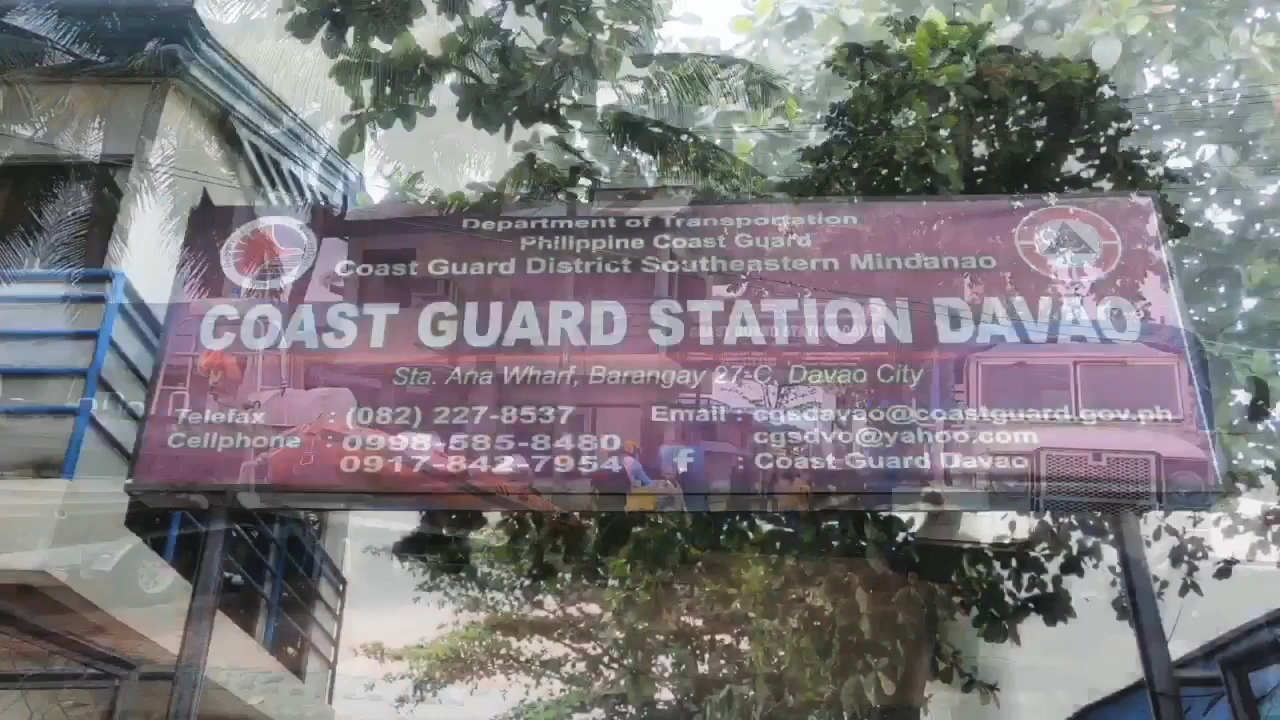 Department of Transportation
Philippine Coast Guard
Coast Guard District Southeastern Mindanao
COAST GUARD STATION DAVAO
Sta. Ana Wharf, Barangay 27-C, Davao City
Telefax : (082) 227-8537
Email : cgsdavao@coastguard.gov.ph
Cellphone : 0998-585-8480
cgsdvo@yahoo.com
0917-842-7954
f : Coast Guard Davao